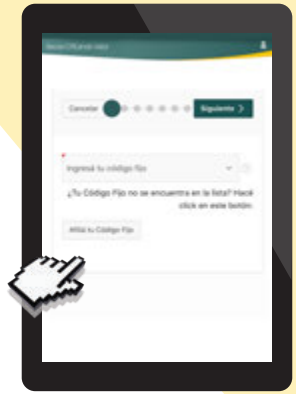 Cancelar Siguiente
Ingresá tu código fijo
¿Tu Código Fijo no se encuentra en la lista? Hacé
click en este botón:
Afiliá tu Código Fijo